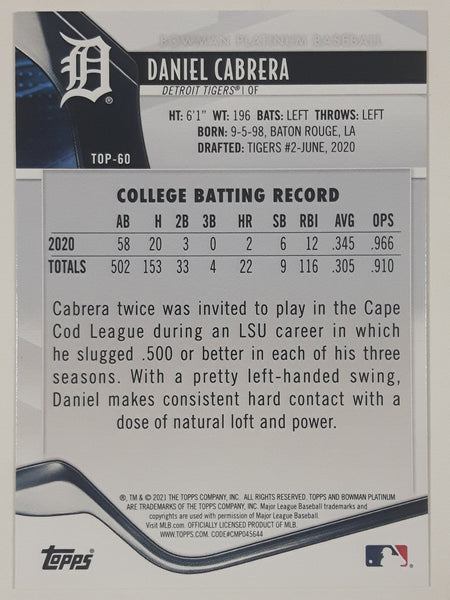 BOWMAN PLATINUM BASEBALL
DANIEL CABRERA
DETROIT TIGERS® | OF
HT: 6'1" WT: 196 BATS: LEFT THROWS: LEFT
BORN: 9-5-98, BATON ROUGE, LA
DRAFTED: TIGERS #2-JUNE, 2020
TOP-60
COLLEGE BATTING RECORD
AB H 2B 3B HR SB RBI AVG OPS
2020 58 20 3 0 2 6 12 .345 .966
TOTALS 502 153 33 4 22 9 116 .305 .910
Cabrera twice was invited to play in the Cape
Cod League during an LSU career in which
he slugged .500 or better in each of his three
seasons. With a pretty left-handed swing,
Daniel makes consistent hard contact with a
dose of natural loft and power.
®, TM & © 2021 THE TOPPS COMPANY, INC. ALL RIGHTS RESERVED. TOPPS AND BOWMAN PLATINUM
ARE TRADEMARKS OF THE TOPPS COMPANY, INC. Major League Baseball trademarks and
copyrights are used with permission of Major League Baseball.
Visit MLB.com. OFFICIALLY LICENSED PRODUCT OF MLB.
WWW.TOPPS.COM. CODE#CMP045644
topps